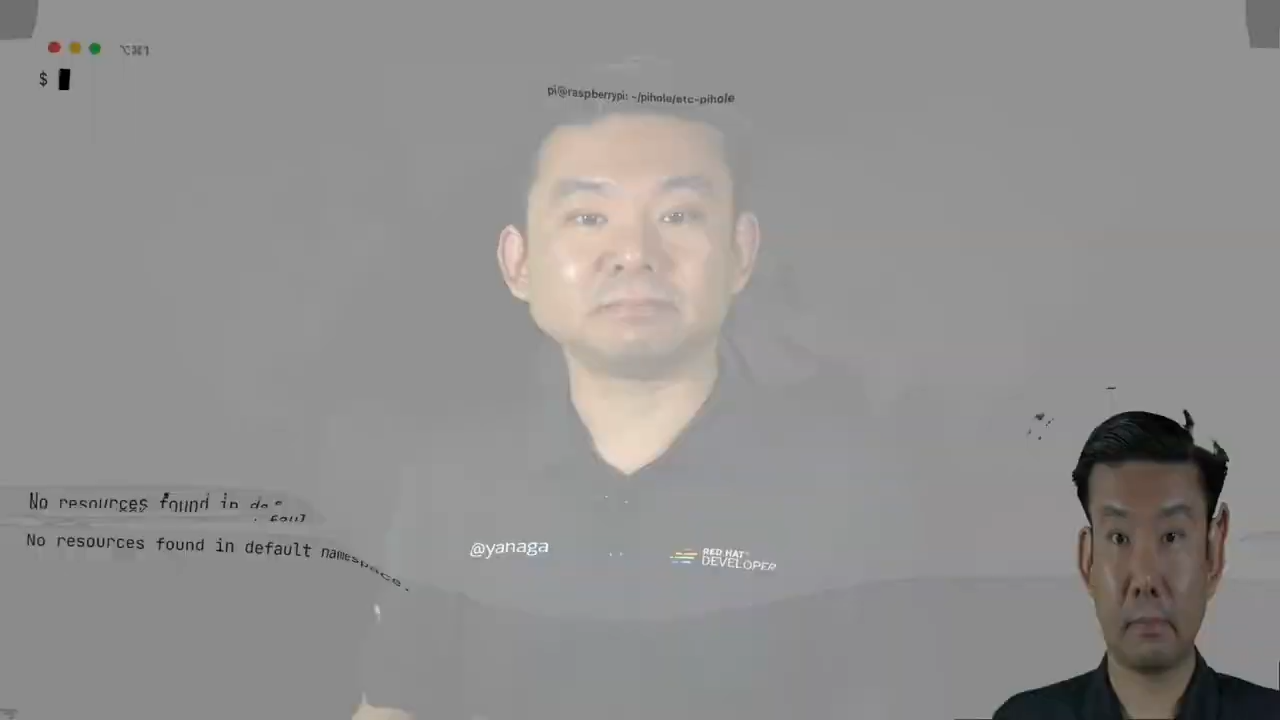 ⌥⌘1
$
pi@raspberrypi: ~/pihole/etc-pihole
No resources found in
No resources found in default namespace.
@yanaga
RED HAT
DEVELOPER